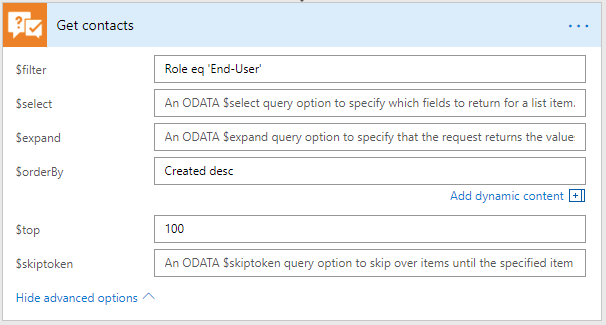 Get contacts
$filter
Role eq 'End-User'
$select
An ODATA $select query option to specify which fields to return for a list item.
$expand
An ODATA $expand query option to specify that the request returns the value
$orderBy
Created desc
Add dynamic content
$top
100
$skiptoken
An ODATA $skiptoken query option to skip over items until the specified item
Hide advanced options